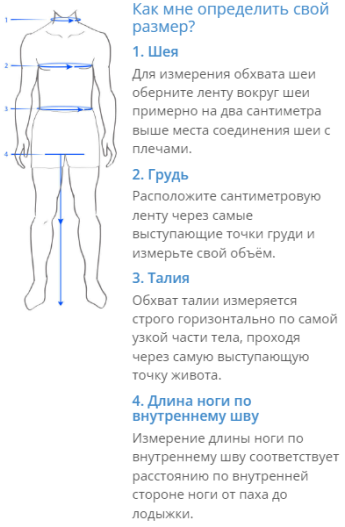 Как мне определить свой
размер?
1. Шея
Для измерения обхвата шеи
оберните ленту вокруг шеи
примерно на два сантиметра
выше места соединения шеи с
плечами.
2. Грудь
Расположите сантиметровую
ленту через самые
выступающие точки груди и
измерьте свой объём.
3. Талия
Обхват талии измеряется
строго горизонтально по самой
узкой части тела, проходя
через самую выступающую
точку живота.
4. Длина ноги по
внутреннему шву
Измерение длины ноги по
внутреннему шву соответствует
расстоянию по внутренней
стороне ноги от паха до
лодыжки.
1
2
3
4